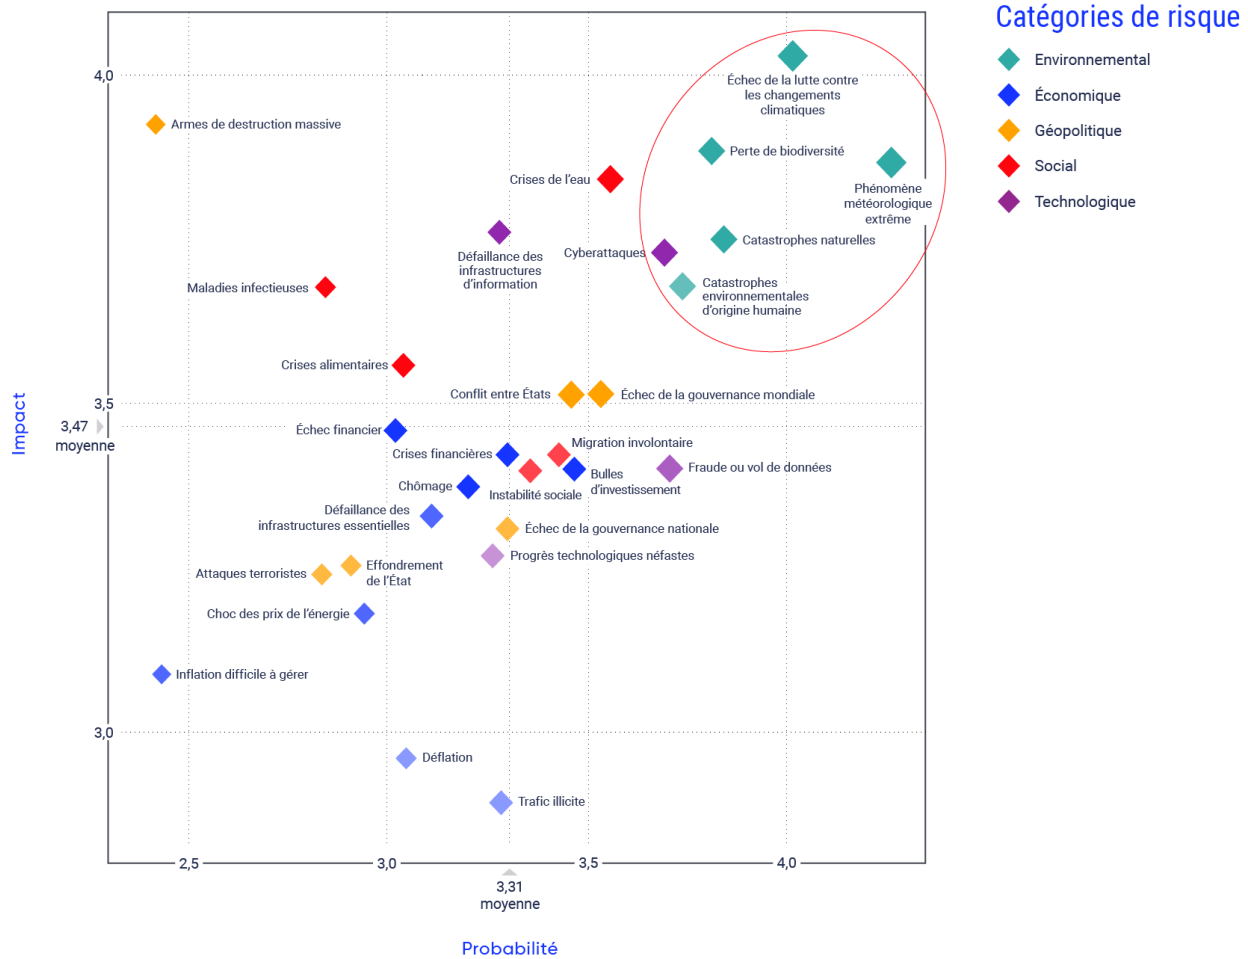 Catégories de risque
Environnemental
Économique
Géopolitique
Social
Technologique
4,0
Échec de la lutte contre
les changements
climatiques
Armes de destruction massive
Perte de biodiversité
Crises de l'eau
Phénomène
météorologique
extrême
Catastrophes naturelles
Cyberattaques
Défaillance des
infrastructures
d'information
Catastrophes
environnementales
d'origine humaine
Maladies infectieuses
Crises alimentaires
Conflit entre États
Échec de la gouvernance mondiale
3,5
Impact
3,47
moyenne
Échec financier
Migration involontaire
Crises financières
Fraude ou vol de données
Bulles
d'investissement
Chômage
Instabilité sociale
Défaillance des
infrastructures essentielles
Échec de la gouvernance nationale
Progrès technologiques néfastes
Effondrement
de l'État
Attaques terroristes
Choc des prix de l'énergie
Inflation difficile à gérer
3,0
Déflation
Trafic illicite
2,5
3,0
3,5
4,0
3,31
moyenne
Probabilité